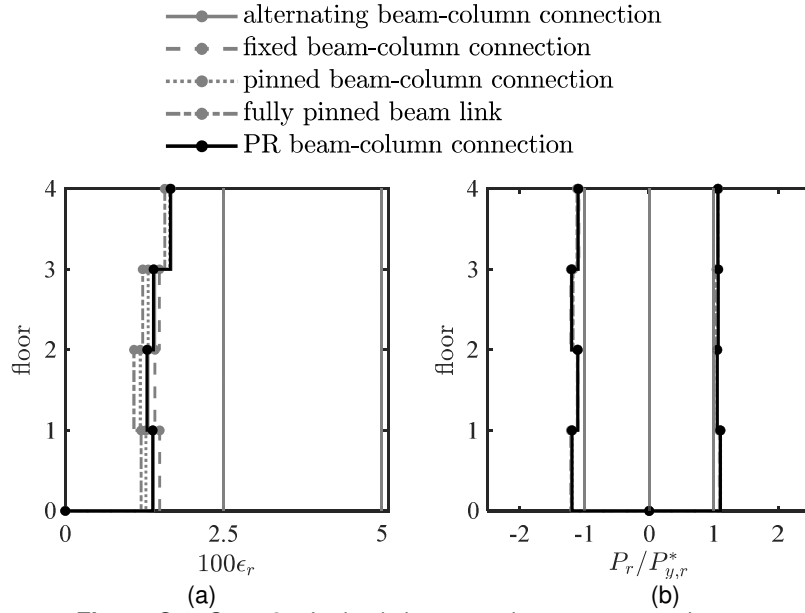 alternating beam-column connection
fixed beam-column connection
pinned beam-column connection
fully pinned beam link
PR beam-column connection
4
3
2
1
0
floor
0
2.5
5
100ϵ_r
(a)
4
3
2
1
0
floor
-2
-1
0
1
2
P_r/P*_{y,r}
(b)